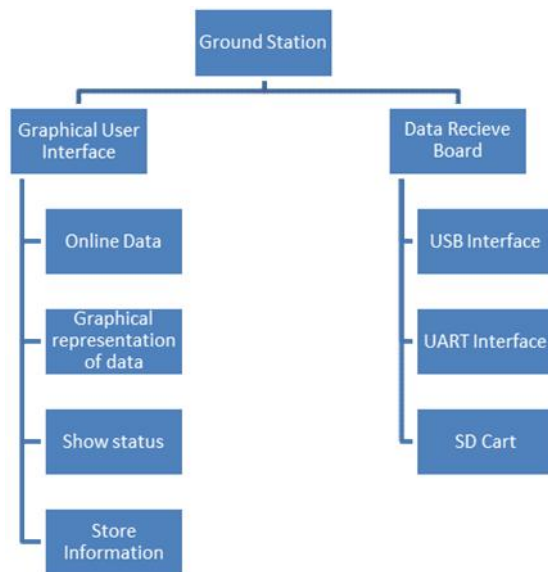 Ground Station
Graphical User
Interface
Online Data
Graphical
representation
of data
Show status
Store
Information
Data Recieve
Board
USB Interface
UART Interface
SD Cart